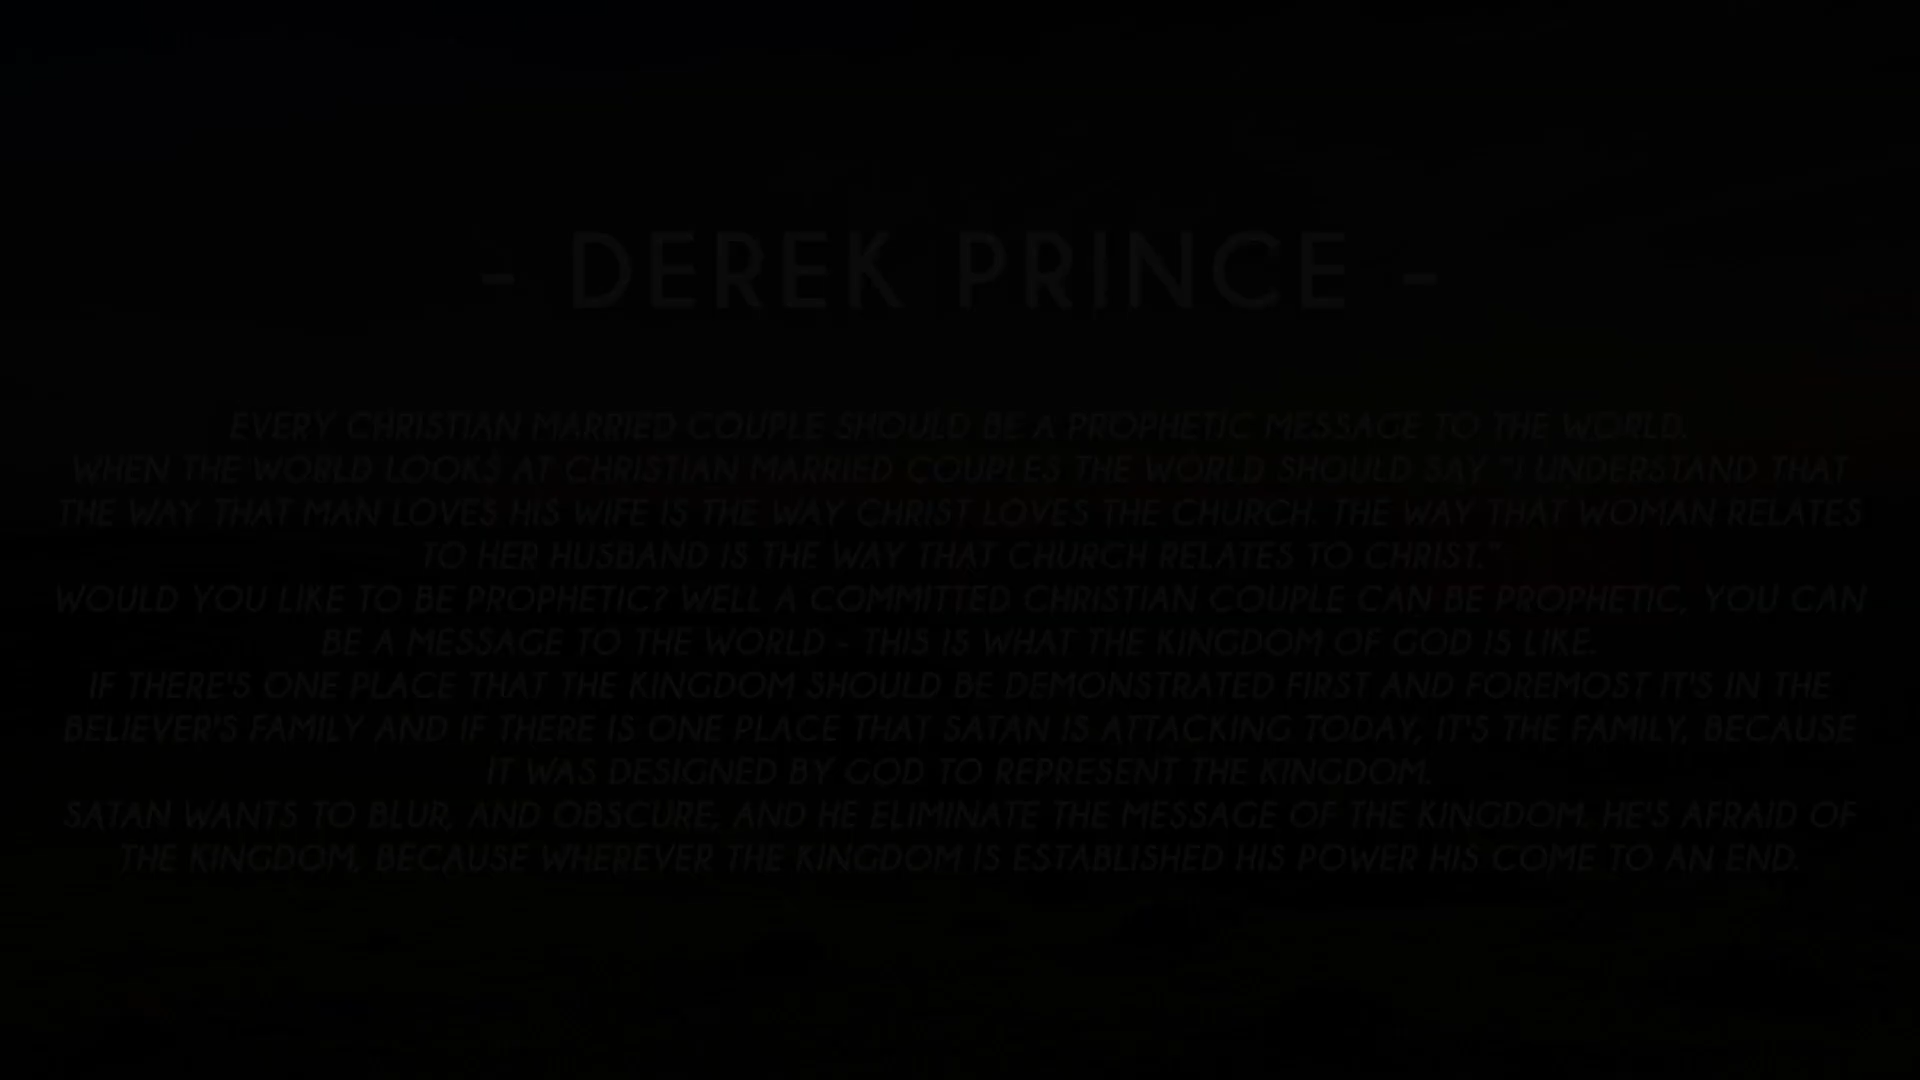 - DEREK PRINCE -
EVERY CHRISTIAN MARRIED COUPLE SHOULD BE A PROPHETIC MESSAGE TO THE WORLD.
WHEN THE WORLD LOOKS AT CHRISTIAN MARRIED COUPLES THE WORLD SHOULD SAY "I UNDERSTAND THAT
THE WAY THAT MAN LOVES HIS WIFE IS THE WAY CHRIST LOVES THE CHURCH. THE WAY THAT WOMAN RELATES
TO HER HUSBAND IS THE WAY THAT CHURCH RELATES TO CHRIST."
WOULD YOU LIKE TO BE PROPHETIC? WELL A COMMITTED CHRISTIAN COUPLE CAN BE PROPHETIC, YOU CAN
BE A MESSAGE TO THE WORLD - THIS IS WHAT THE KINGDOM OF GOD IS LIKE.
IF THERE'S ONE PLACE THAT THE KINGDOM SHOULD BE DEMONSTRATED FIRST AND FOREMOST IT'S IN THE
BELIEVER'S FAMILY AND IF THERE IS ONE PLACE THAT SATAN IS ATTACKING TODAY, IT'S THE FAMILY, BECAUSE
IT WAS DESIGNED BY GOD TO REPRESENT THE KINGDOM.
SATAN WANTS TO BLUR, AND OBSCURE, AND HE ELIMINATE THE MESSAGE OF THE KINGDOM. HE'S AFRAID OF
THE KINGDOM, BECAUSE WHEREVER THE KINGDOM IS ESTABLISHED HIS POWER HIS COME TO AN END.